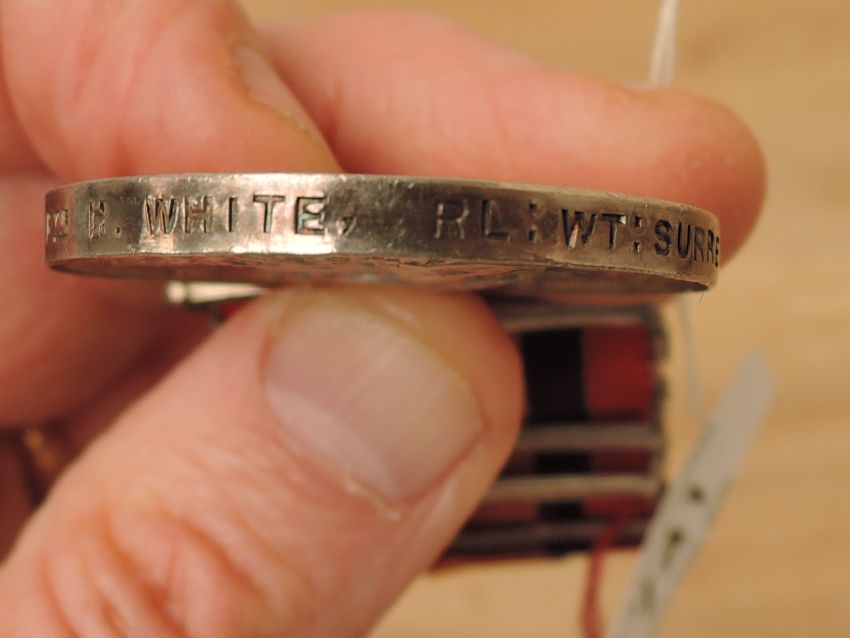 H. WHITE, RL: WT: SURRE